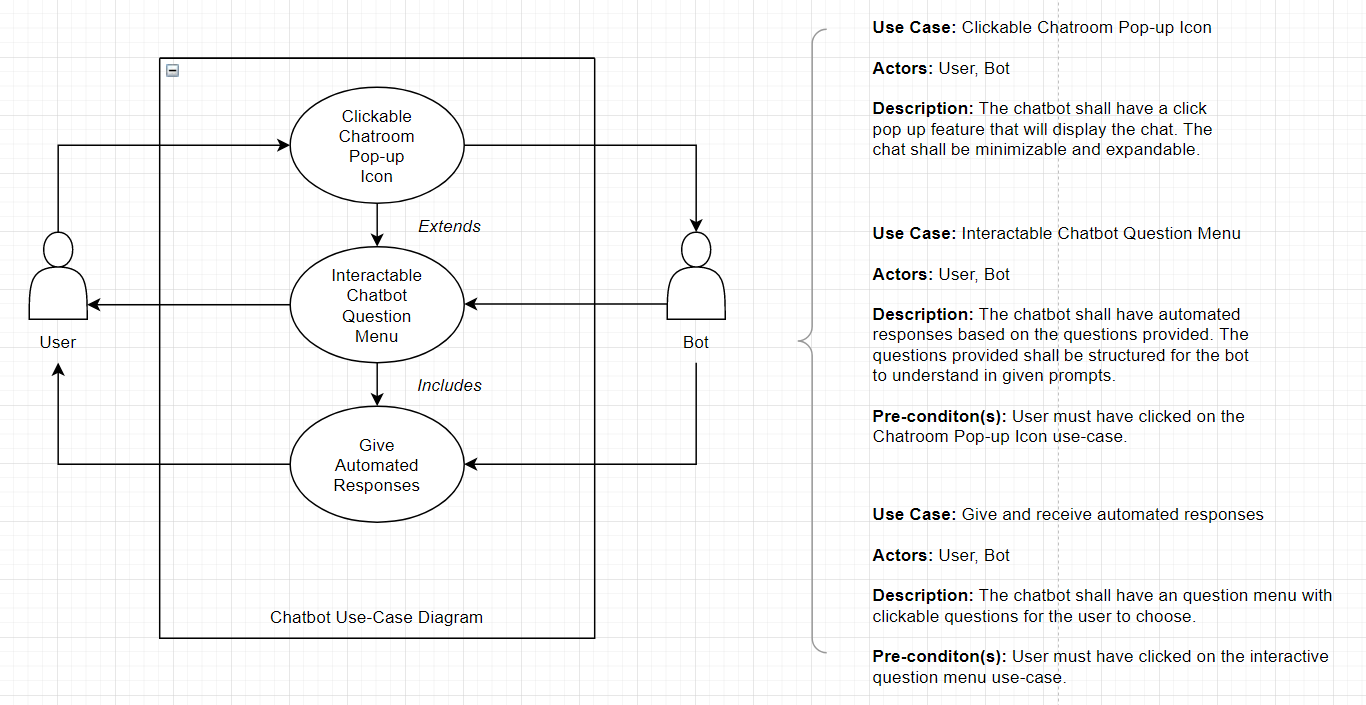 Clickable
Chatroom
Pop-up
Icon
Extends
Interactable
Chatbot
Question
Menu
User
Bot
Includes
Give
Automated
Responses
Chatbot Use-Case Diagram
Use Case: Clickable Chatroom Pop-up Icon
Actors: User, Bot
Description: The chatbot shall have a click
pop up feature that will display the chat. The
chat shall be minimizable and expandable.
Use Case: Interactable Chatbot Question Menu
Actors: User, Bot
Description: The chatbot shall have automated
responses based on the questions provided. The
questions provided shall be structured for the bot
to understand in given prompts.
Pre-conditon(s): User must have clicked on the
Chatroom Pop-up Icon use-case.
Use Case: Give and receive automated responses
Actors: User, Bot
Description: The chatbot shall have an question menu with
clickable questions for the user to choose.
Pre-conditon(s): User must have clicked on the interactive
question menu use-case.